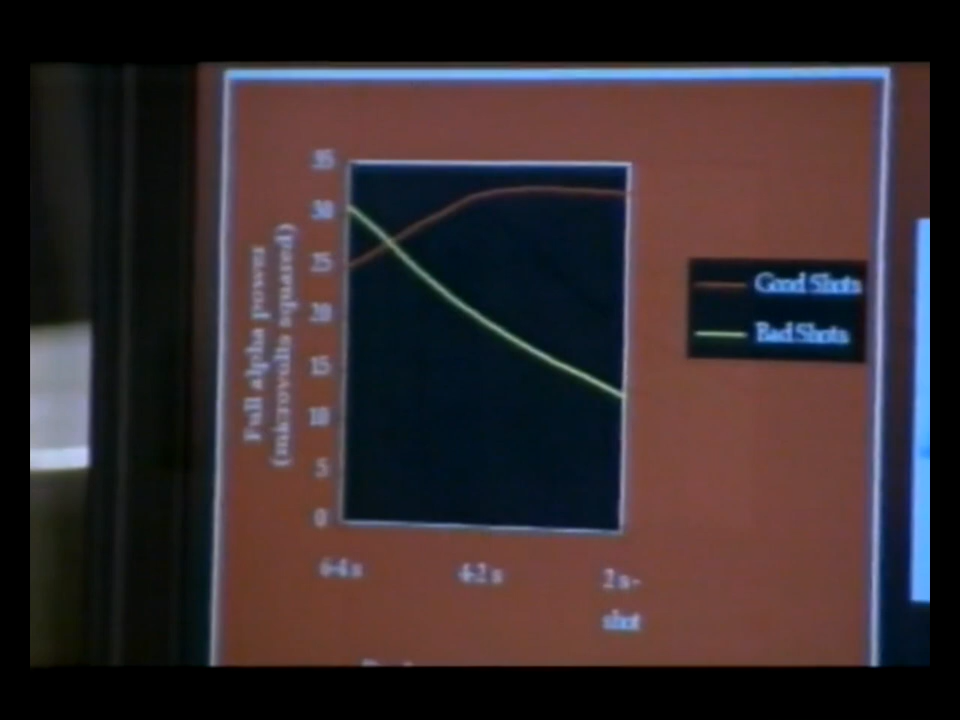 35
30
25
20
15
10
5
0
Full alpha power
(microvolts squared)
6-4 s
4-2 s
2 s-
shot
Good Shots
Bad Shots